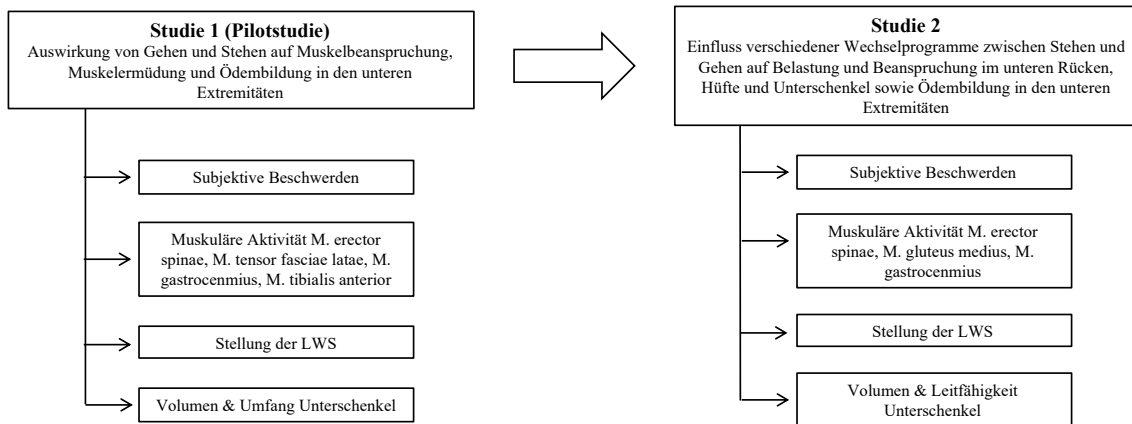 Studie 1 (Pilotstudie)
Auswirkung von Gehen und Stehen auf Muskelbeanspruchung,
Muskelermüdung und Ödembildung in den unteren
Extremitäten
Subjektive Beschwerden
Muskuläre Aktivität M. erector
spinae, M. tensor fasciae latae, M.
gastrocenmius, M. tibialis anterior
Stellung der LWS
Volumen & Umfang Unterschenkel
Studie 2
Einfluss verschiedener Wechselprogramme zwischen Stehen und
Gehen auf Belastung und Beanspruchung im unteren Rücken,
Hüfte und Unterschenkel sowie Ödembildung in den unteren
Extremitäten
Subjektive Beschwerden
Muskuläre Aktivität M. erector
spinae, M. gluteus medius, M.
gastrocenmius
Stellung der LWS
Volumen & Leitfähigkeit
Unterschenkel